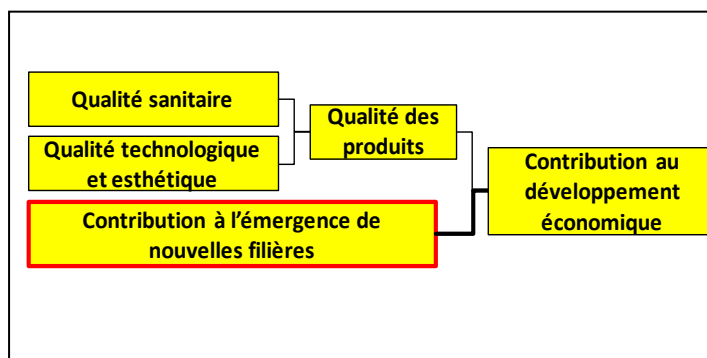 Qualité sanitaire
Qualité technologique
et esthétique
Qualité des
produits
Contribution à l'émergence de
nouvelles filières
Contribution au
développement
économique